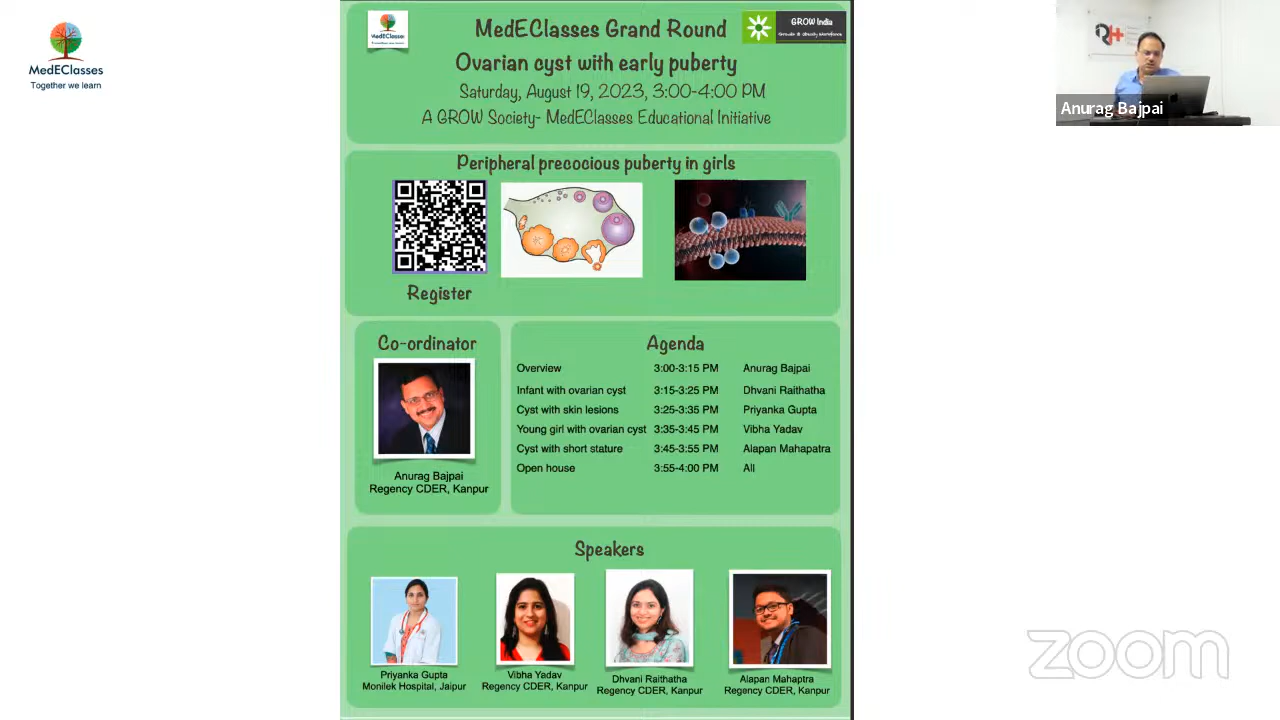 MedEClasses
Together we learn
MedEClasses
MedEClasses Grand Round
GROW India
Growth & Obesity Workforce
Ovarian cyst with early puberty
Saturday, August 19, 2023, 3:00-4:00 PM
A GROW Society- MedEClasses Educational Initiative
Anurag Bajpai
Peripheral precocious puberty in girls
Register
Co-ordinator
Anurag Bajpai
Regency CDER, Kanpur
Agenda
Overview 3:00-3:15 PM Anurag Bajpai
Infant with ovarian cyst 3:15-3:25 PM Dhvani Raithatha
Cyst with skin lesions 3:25-3:35 PM Priyanka Gupta
Young girl with ovarian cyst 3:35-3:45 PM Vibha Yadav
Cyst with short stature 3:45-3:55 PM Alapan Mahapatra
Open house 3:55-4:00 PM All
Speakers
Priyanka Gupta
Monilek Hospital, Jaipur
Vibha Yadav
Regency CDER, Kanpur
Dhvani Raithatha
Regency CDER, Kanpur
Alapan Mahaptra
Regency CDER, Kanpur
zoom